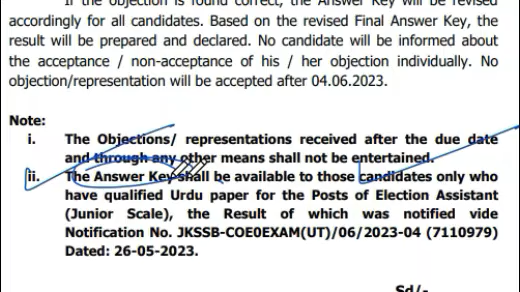 If the objection is found correct, the Answer Key will be revised
accordingly for all candidates. Based on the revised Final Answer Key, the
result will be prepared and declared. No candidate will be informed about
the acceptance / non-acceptance of his / her objection individually. No
objection/representation will be accepted after 04.06.2023.
Note:
i. The Objections/ representations received after the due date
and through any other means shall not be entertained.
ii. The Answer Key shall be available to those candidates only who
have qualified Urdu paper for the Posts of Election Assistant
(Junior Scale), the Result of which was notified vide
Notification No. JKSSB-COE0EXAM(UT)/06/2023-04 (7110979)
Dated: 26-05-2023.
Sd/-